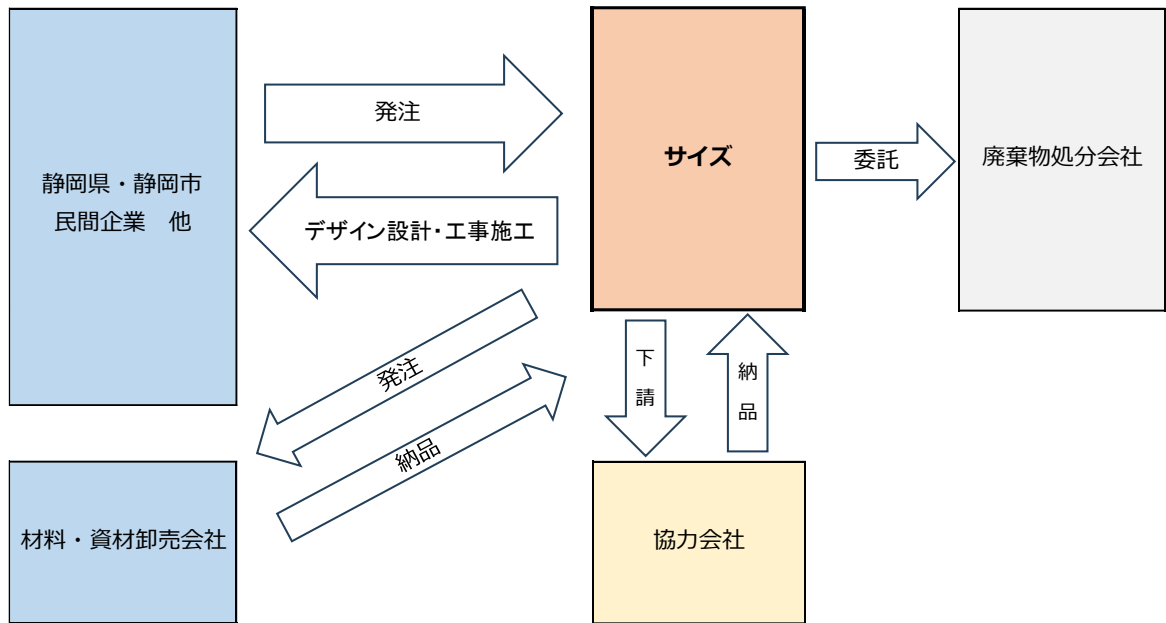 静岡県・静岡市
民間企業　他
発注
デザイン設計・工事施工
サイズ
委託
廃棄物処分会社
発注
納品
下請
納品
材料・資材卸売会社
協力会社